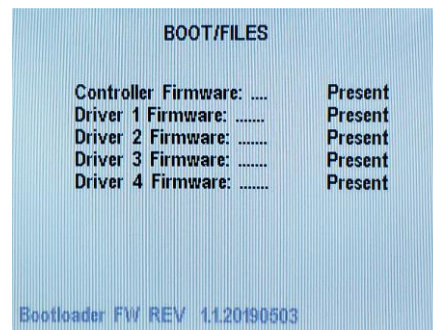 BOOT/FILES
Controller Firmware: .... Present
Driver 1 Firmware: ....... Present
Driver 2 Firmware: ....... Present
Driver 3 Firmware: ....... Present
Driver 4 Firmware: ....... Present
Bootloader FW REV 1.1.20190503